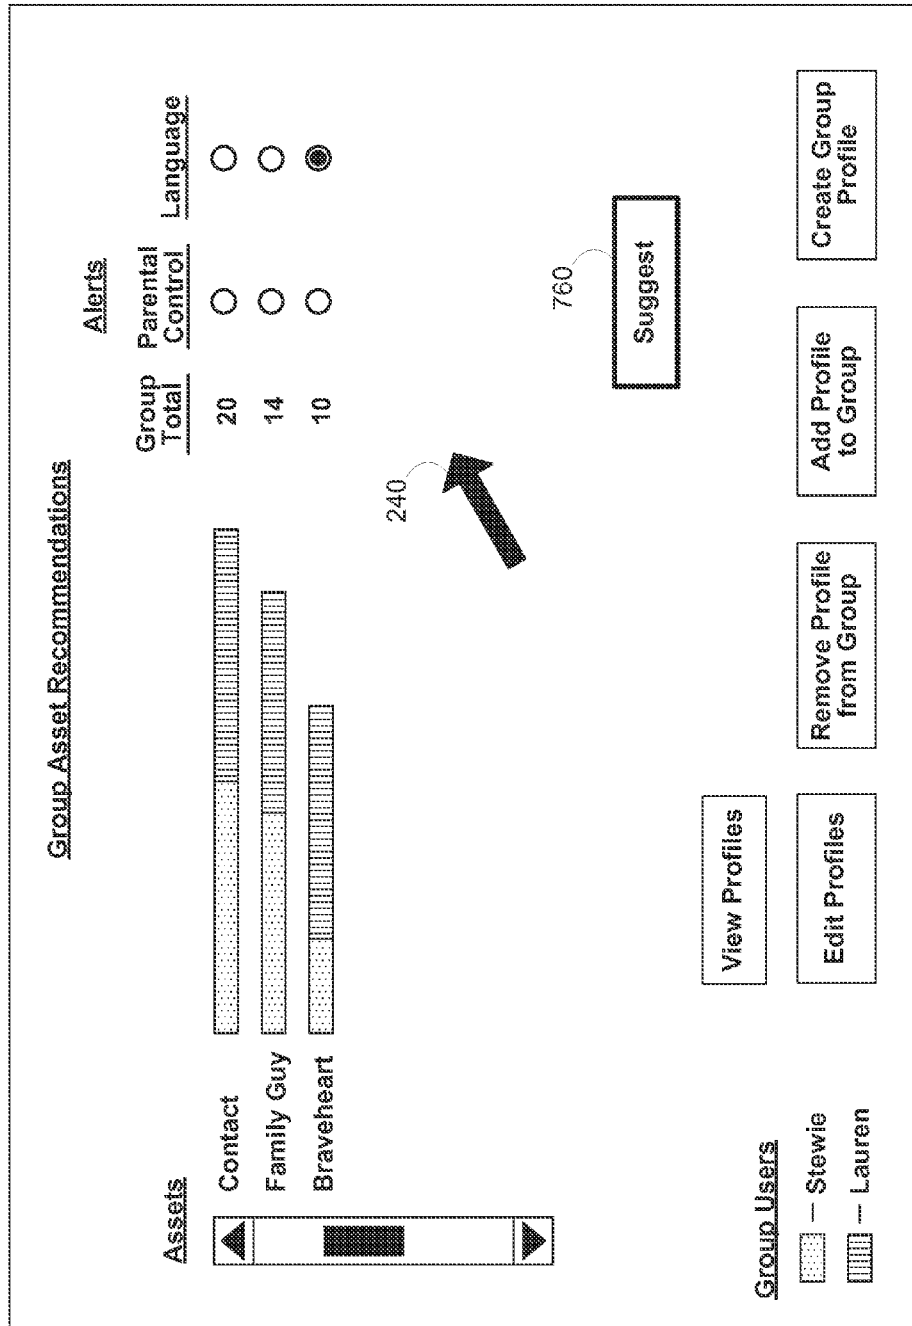 Group Asset Recommendations
Alerts
Assets
Group
Total
Parental
Control
Language
Contact
20
Family Guy
14
Braveheart
10
240
760
Suggest
Group Users
– Stewie
– Lauren
View Profiles
Edit Profiles
Remove Profile
from Group
Add Profile
to Group
Create Group
Profile